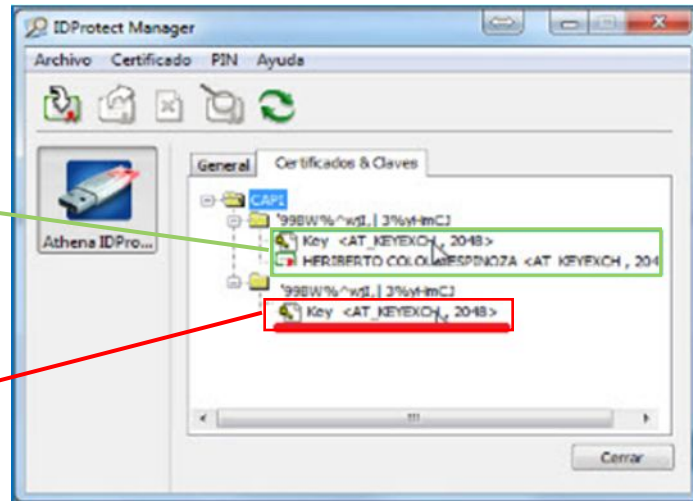 IDProtect Manager
Archivo Certificado PIN Ayuda
General Certificados & Claves
Athena IDPro...
CAPI
Key <AT_KEYEXCH, 2048>
HERIBERTO ESPINOZA <AT_KEYEXCH, 204
Key <AT_KEYEXCH, 2048>
Cerrar